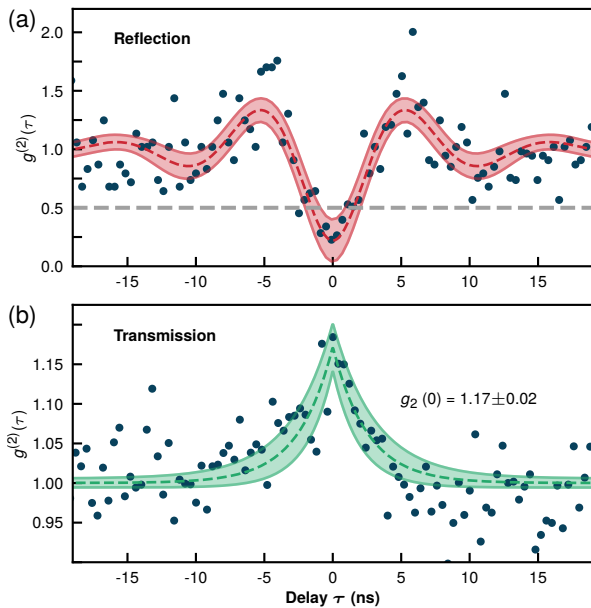 (a)
Reflection
g⁽²⁾(τ)
2.0
1.5
1.0
0.5
0.0
-15 -10 -5 0 5 10 15
(b)
Transmission
g₂ (0) = 1.17±0.02
g⁽²⁾(τ)
1.15
1.10
1.05
1.00
0.95
-15 -10 -5 0 5 10 15
Delay τ (ns)